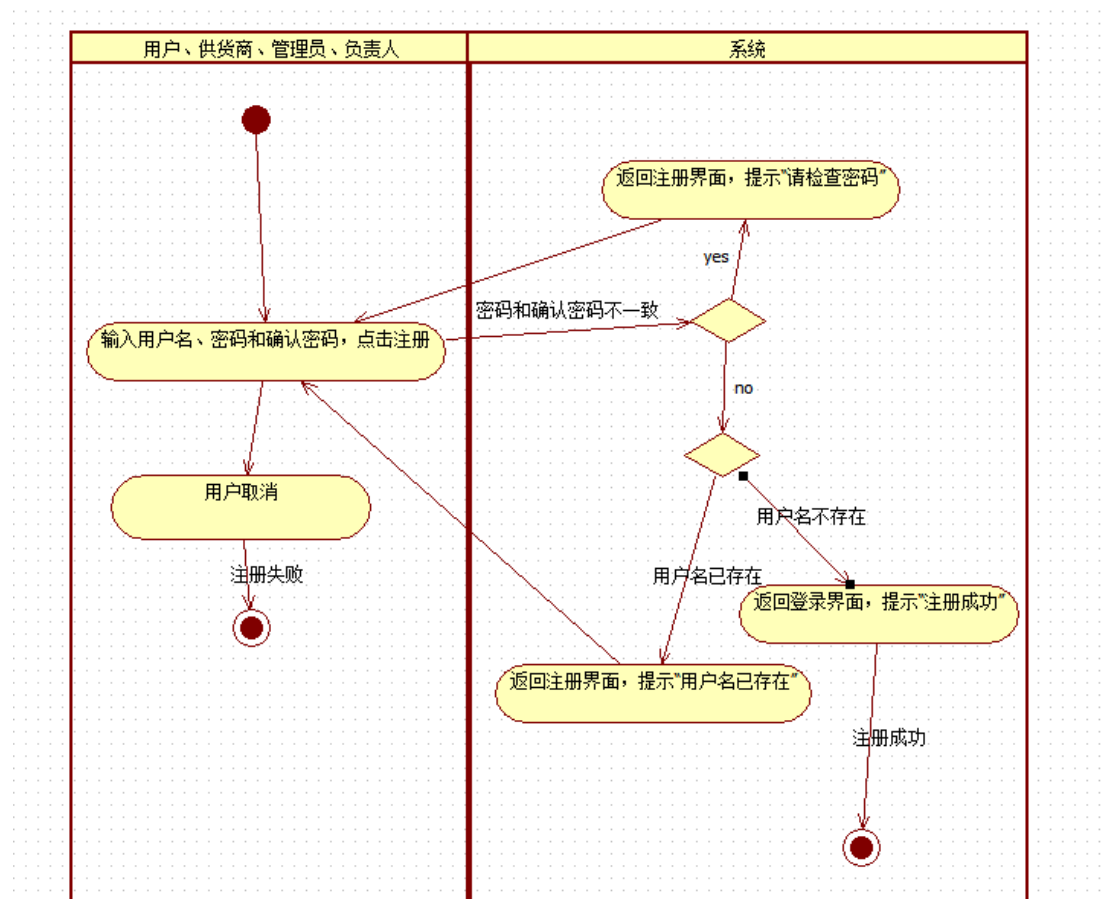 用户、供货商、管理员、负责人
系统
返回注册界面，提示“请检查密码”
yes
密码和确认密码不一致
输入用户名、密码和确认密码，点击注册
no
用户取消
用户名不存在
注册失败
用户名已存在
返回登录界面，提示“注册成功”
返回注册界面，提示“用户名已存在”
注册成功